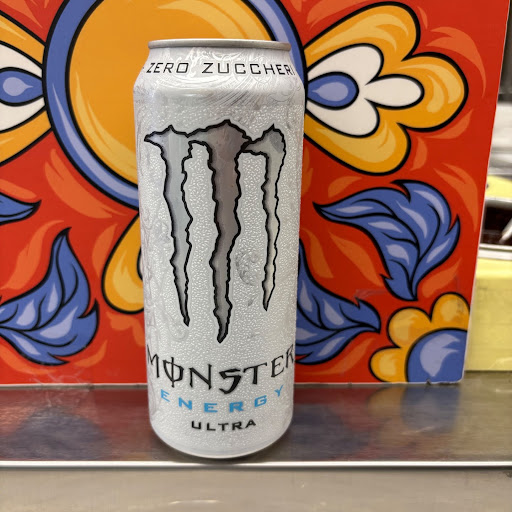 ZERO ZUCCHERI
MONSTER
ENERGY
ULTRA